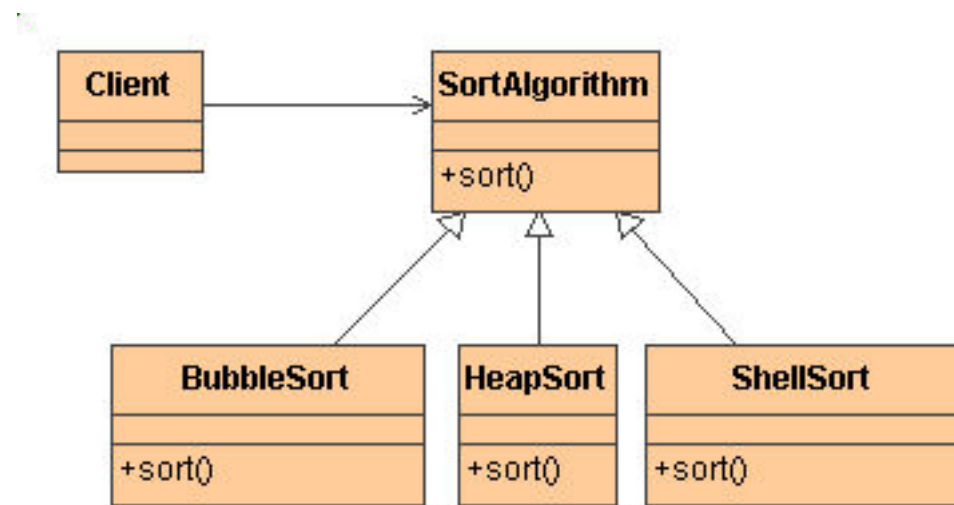 Client
SortAlgorithm
+sort()
BubbleSort
HeapSort
ShellSort
+sort()
+sort()
+sort()